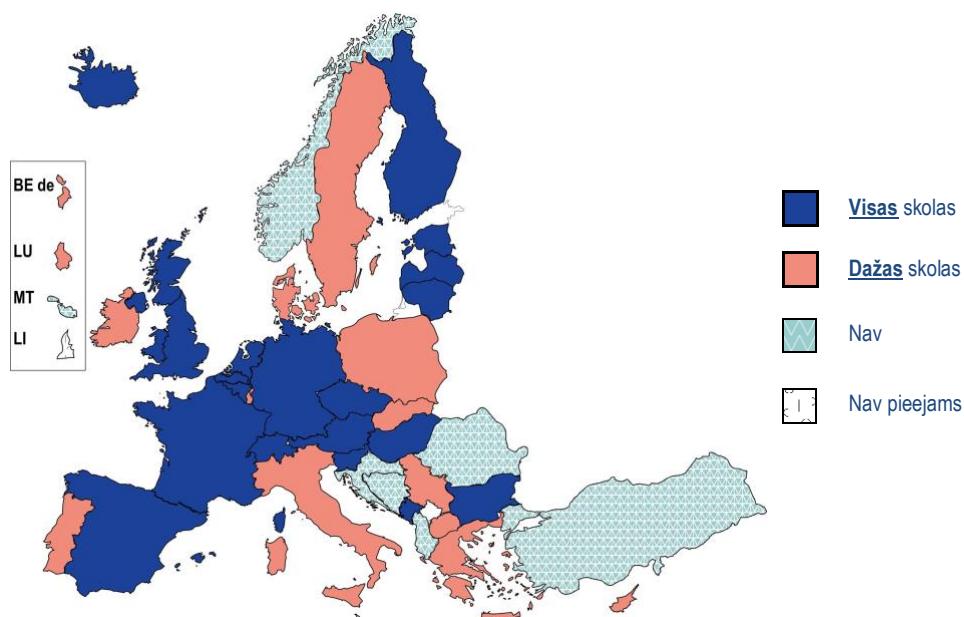 BE de
LU
MT
LI
Visas skolas
Dažas skolas
Nav
Nav pieejams